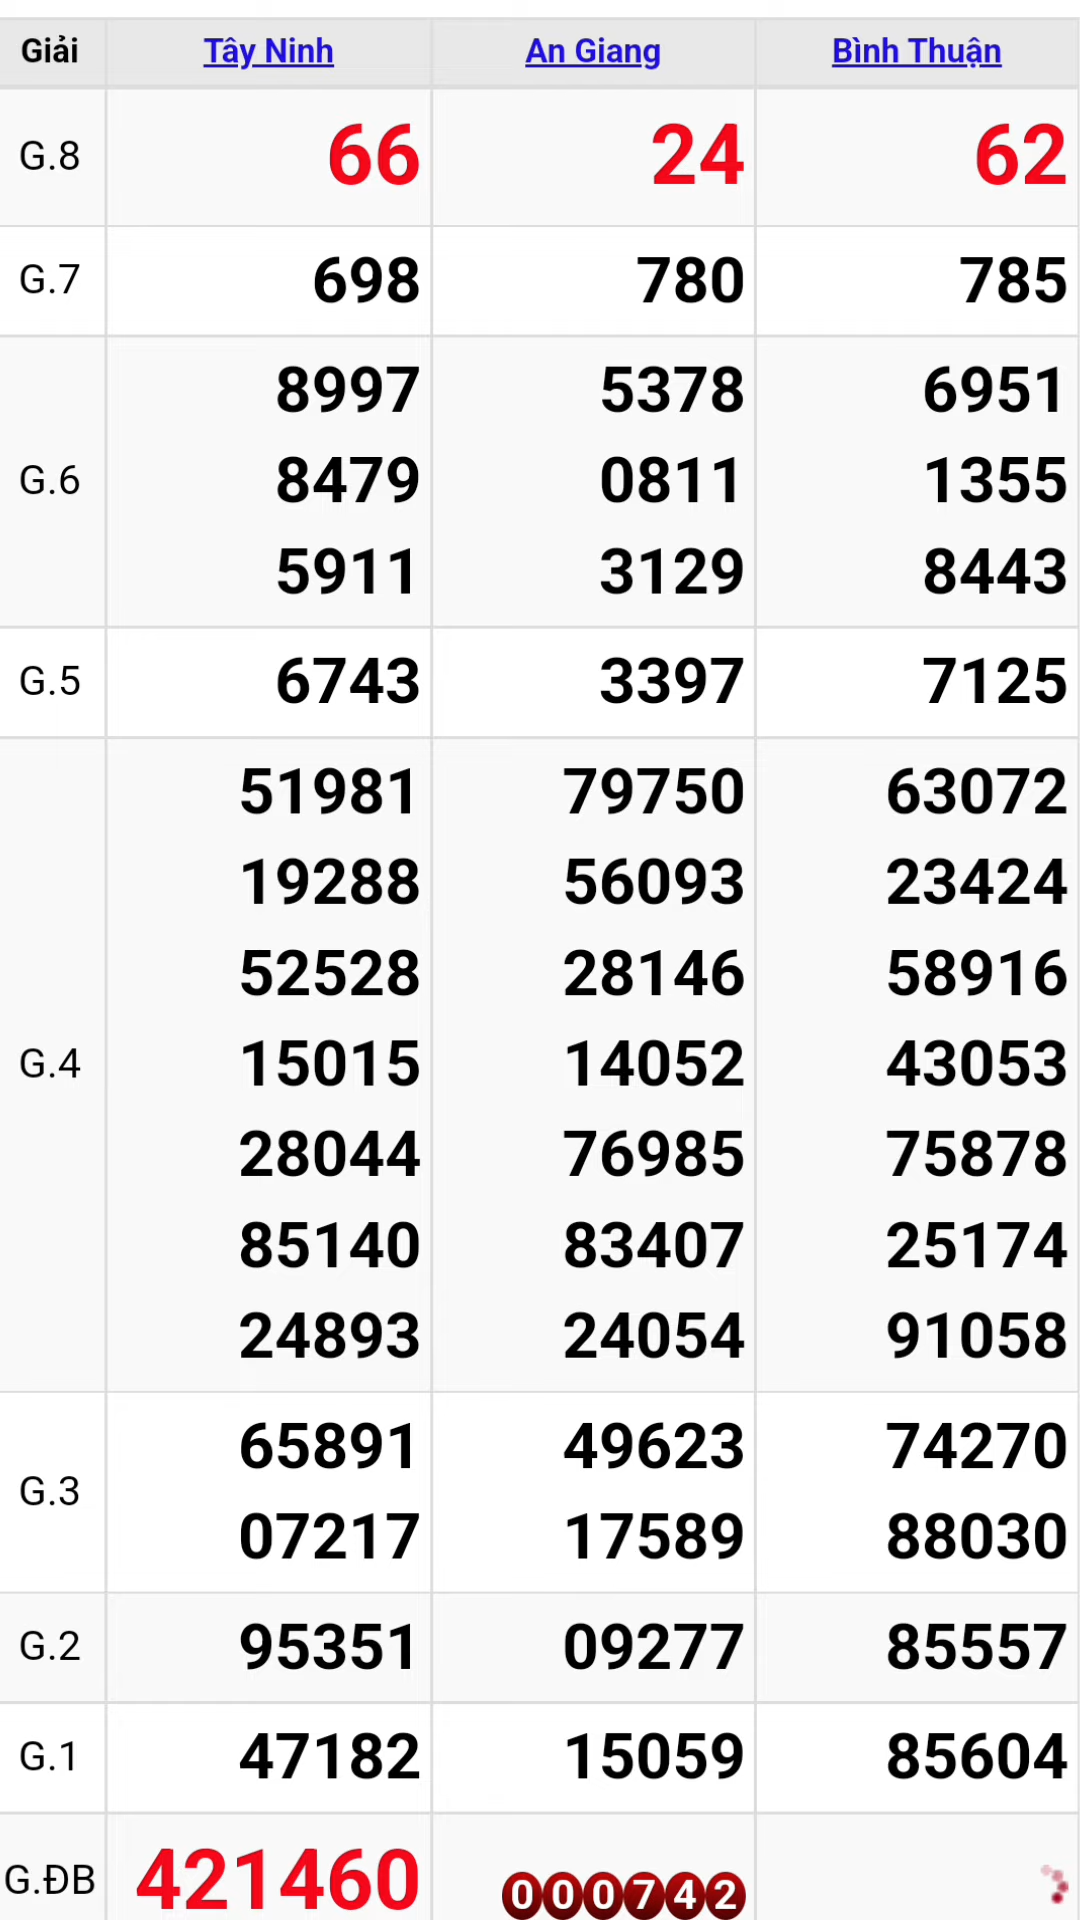 Giải Tây Ninh An Giang Bình Thuận
G.8 66 24 62
G.7 698 780 785
8997 5378 6951
G.6 8479 0811 1355
5911 3129 8443
G.5 6743 3397 7125
51981 79750 63072
19288 56093 23424
52528 28146 58916
G.4 15015 14052 43053
28044 76985 75878
85140 83407 25174
24893 24054 91058
65891 49623 74270
G.3
07217 17589 88030
G.2 95351 09277 85557
G.1 47182 15059 85604
G.ĐB 421460 000742